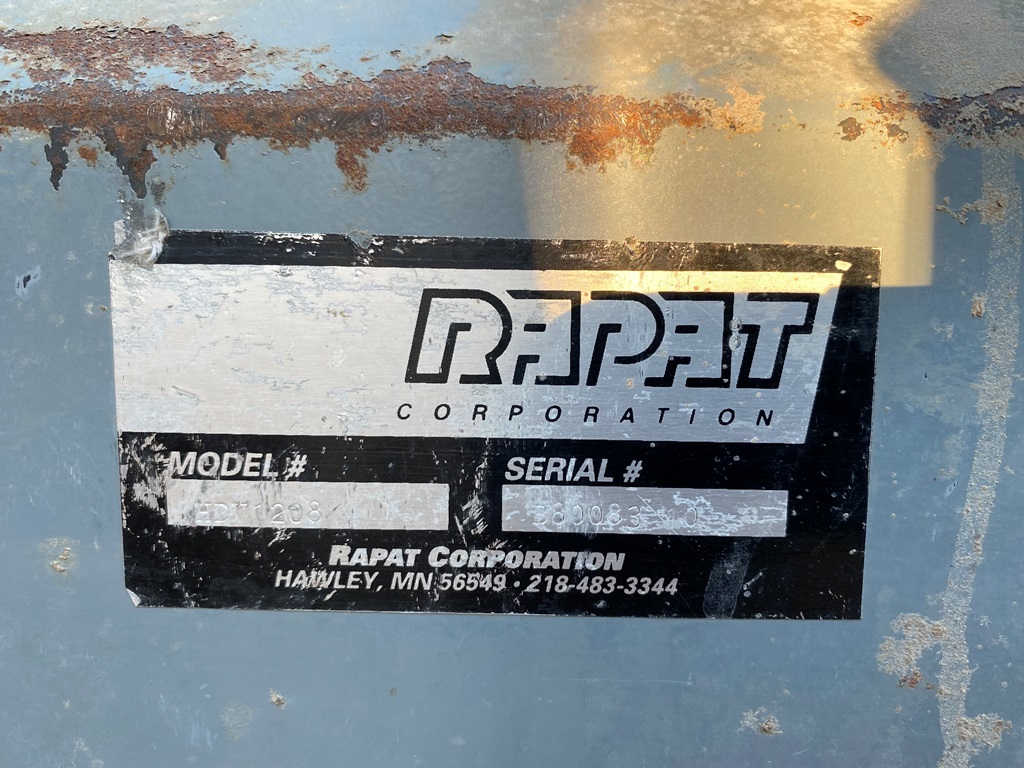 RAPAT
CORPORATION
MODEL #
SERIAL #
RAPAT CORPORATION
HAWLEY, MN 56549 · 218-483-3344